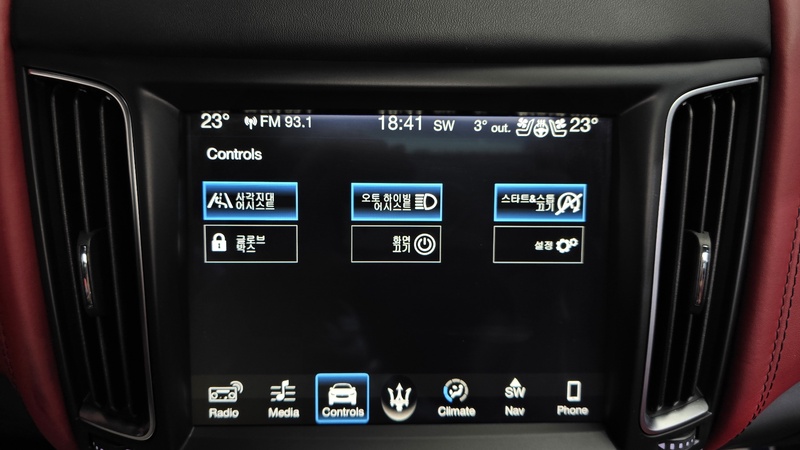 23° FM 93.1 18:41 SW 3° out. 23°
Controls
사각지대
어시스트
오토 하이빔
어시스트
스타트&스톱
끄기
글로브
박스
화면
끄기
설정
Radio Media Controls Climate SW Nav Phone